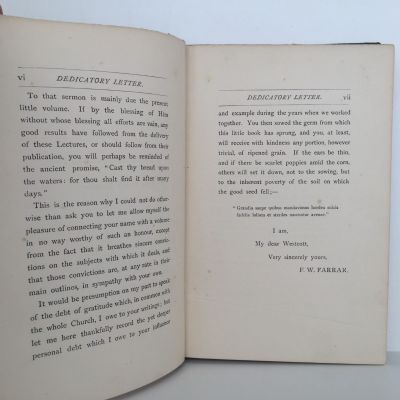 vi
DEDICATORY LETTER.
To that sermon is mainly due the present
little volume. If by the blessing of Him
without whose blessing all efforts are vain, any
good results have followed from the delivery
of these Lectures, or should follow from their
publication, you will perhaps be reminded of
the ancient promise, "Cast thy bread upon
the waters: for thou shalt find it after many
days."
This is the reason why I could not do other-
wise than ask you to let me allow myself the
pleasure of connecting your name with a volume
in no way worthy of such an honour, except
from the fact that it breathes sincere convic-
tions on the subjects with which it deals, and
that those convictions are, at any rate in their
main outlines, in sympathy with your own.
It would be presumption on my part to speak
of the debt of gratitude which, in common with
the whole Church, I owe to your writings; but
let me here thankfully record the yet deeper
personal debt which I owe to your influence
DEDICATORY LETTER.
vii
and example during the years when we worked
together. You then sowed the germ from which
this little book has sprung, and you, at least,
will receive with kindness any portion, however
trivial, of ripened grain. If the ears be thin,
and if there be scarlet poppies amid the corn,
others will set it down, not to the sowing, but
to the inherent poverty of the soil on which
the good seed fell;—
"Grandia saepe quibus mandavimus hordea sulcis
Infelix lolium et steriles nascuntur avenae."
I am,
My dear Westcott,
Very sincerely yours,
F. W. FARRAR.